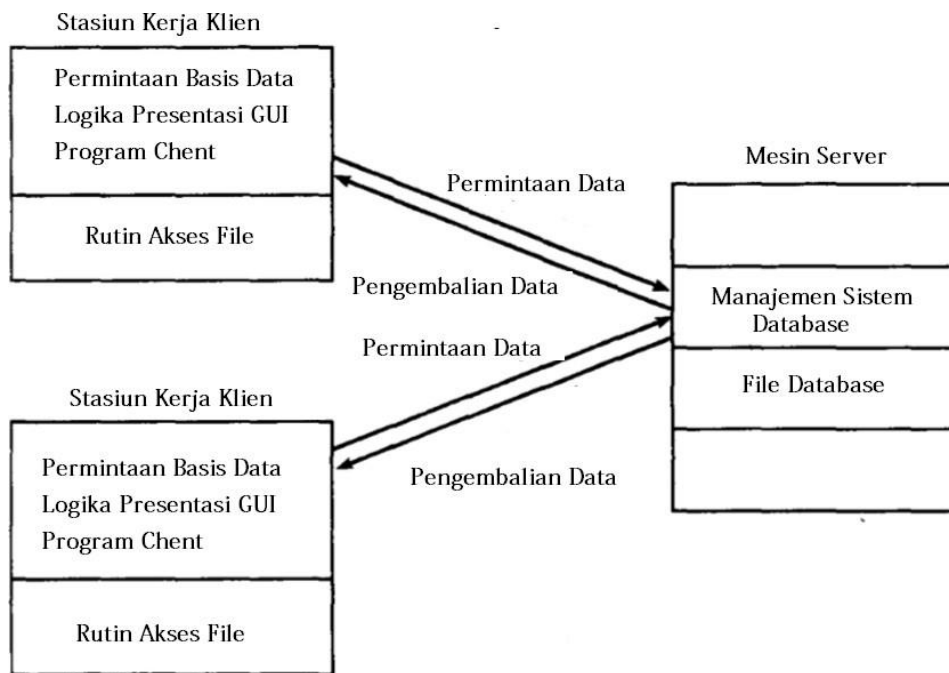 Stasiun Kerja Klien
Permintaan Basis Data
Logika Presentasi GUI
Program Chent
Rutin Akses File
Permintaan Data
Pengembalian Data
Mesin Server
Manajemen Sistem
Database
File Database
Permintaan Data
Pengembalian Data
Stasiun Kerja Klien
Permintaan Basis Data
Logika Presentasi GUI
Program Chent
Rutin Akses File